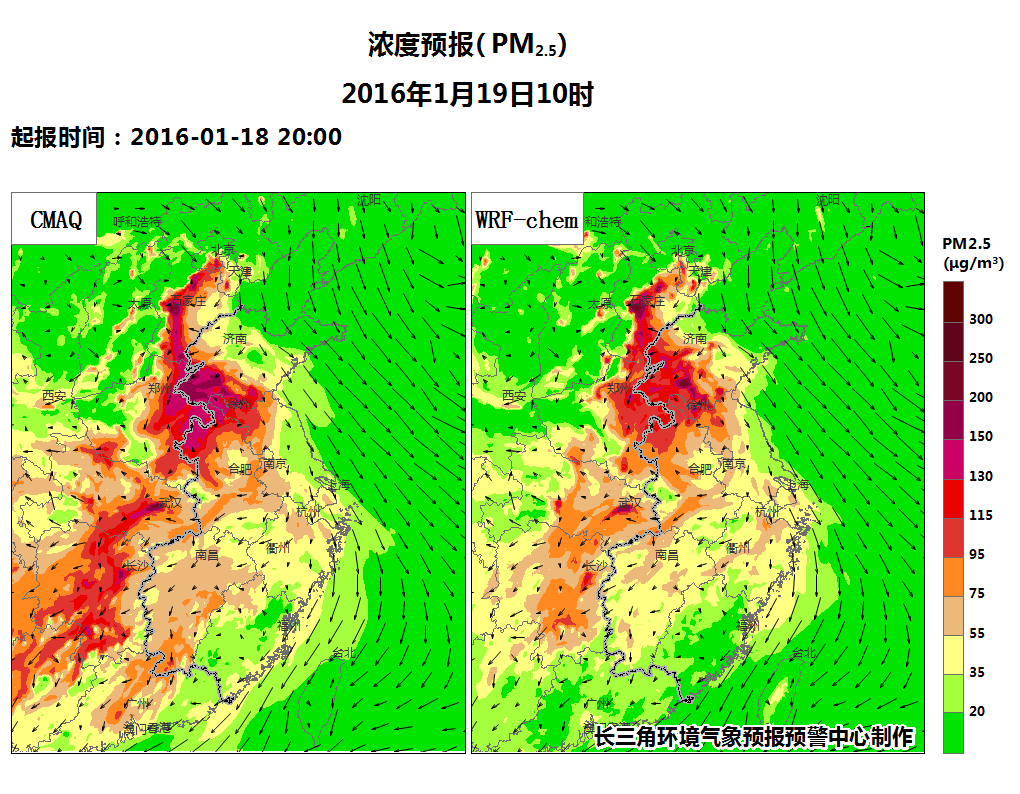 浓度预报(PM2.5)
2016年1月19日10时
起报时间：2016-01-18 20:00
CMAQ
呼和浩特
沈阳
北京
天津
太原
石家庄
济南
西安
郑州
徐州
合肥
南京
上海
武汉
杭州
衢州
南昌
长沙
福州
台北
广州
澳门香港
WRF-chem
和浩特
沈阳
北京
天津
太原
石家庄
济南
西安
郑州
徐州
合肥
南京
上海
武汉
杭州
衢州
南昌
长沙
福州
台北
广州
长三角环境气象预报预警中心制作
PM2.5
(μg/m³)
300
250
200
150
130
115
95
75
55
35
20